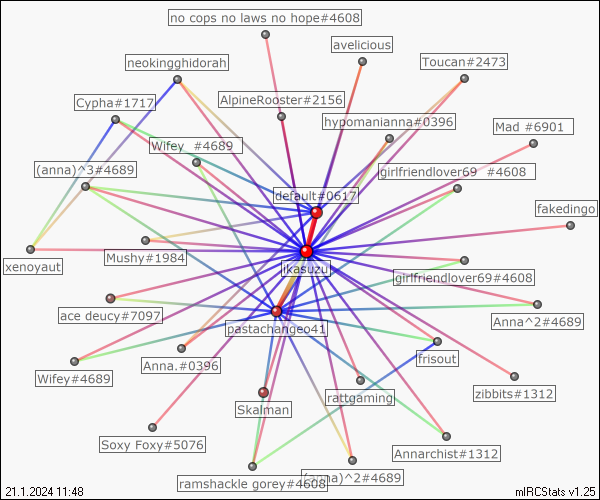 no cops no laws no hope#4608
avelicious
neokingghidorah
Toucan#2473
Cypha#1717
AlpineRooster#2156
hypomanianna#0396
Mad #6901
Wifey #4689
(anna)^3#4689
girlfriendlover69 #4608
default#0617
fakedingo
xenoyaut
Mushy#1984
ikasuzu
girlfriendlover69#4608
ace deucy#7097
pastachangeo41
Anna^2#4689
Wifey#4689
Anna.#0396
frisout
rattgaming
zibbits#1312
Skalman
Soxy Foxy#5076
Annarchist#1312
ramshackle gorey#4608
(anna)^2#4689
21.1.2024 11:48
mIRCStats v1.25